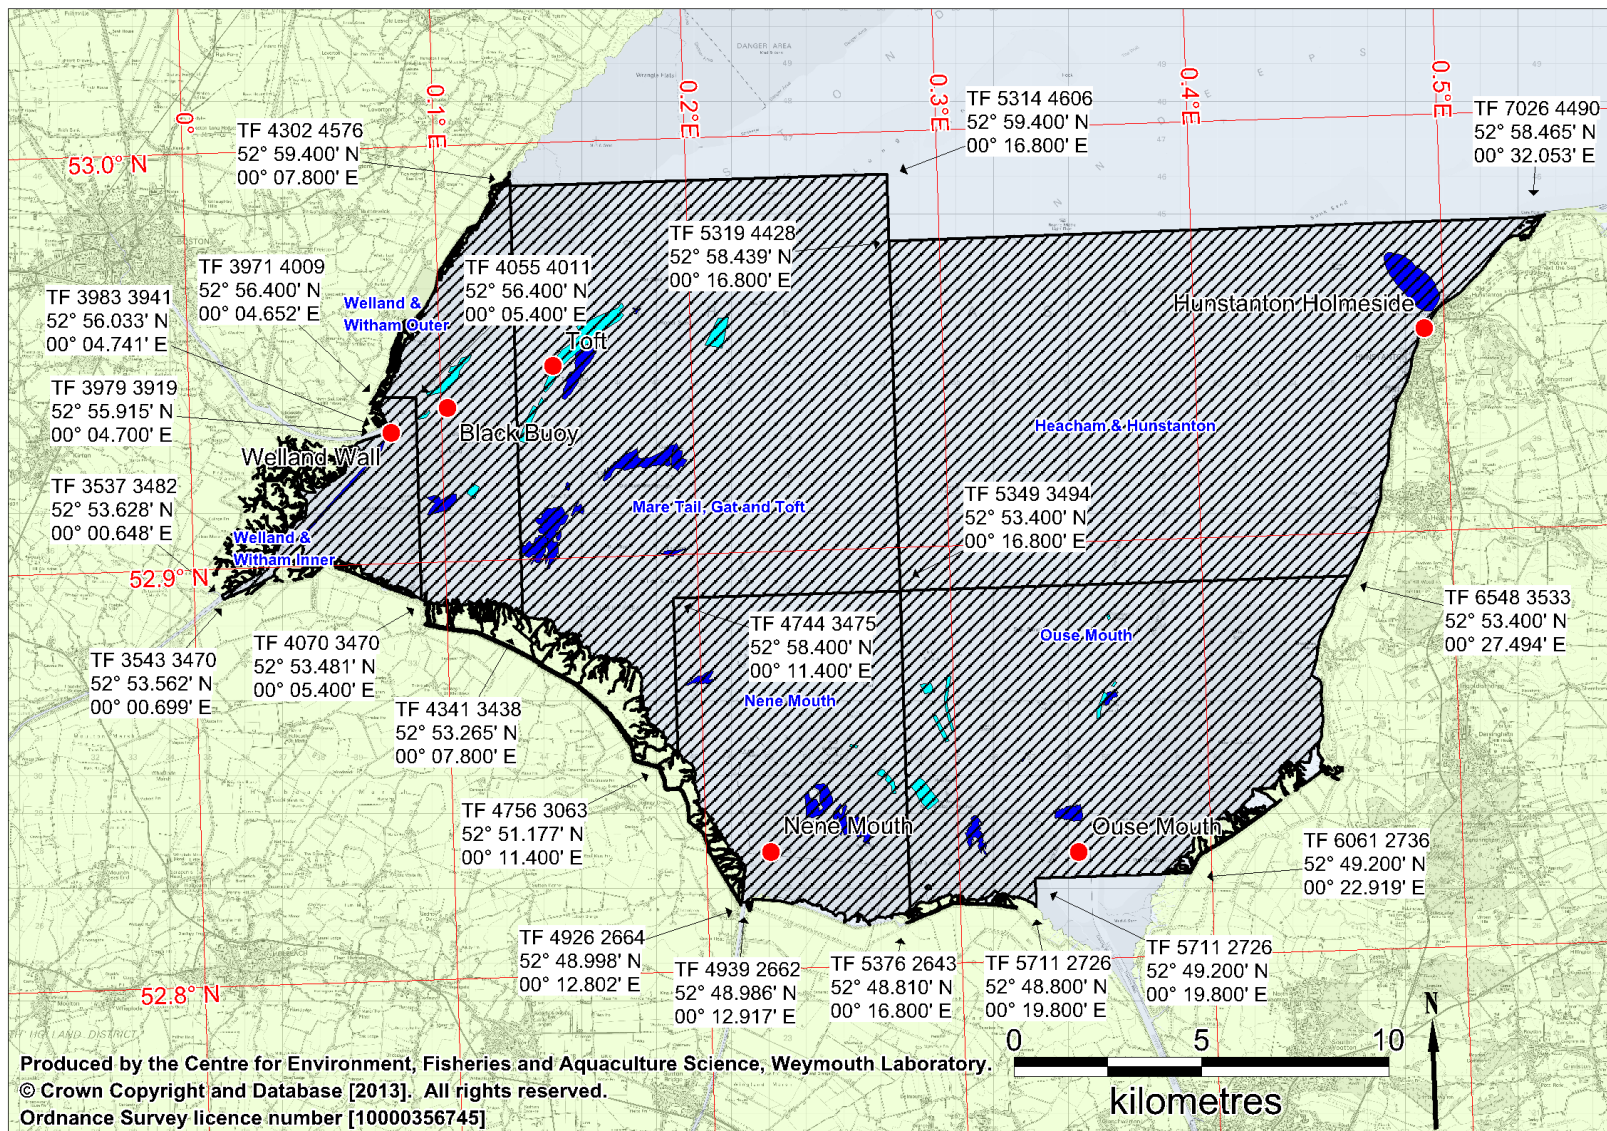 0°
0.1° E
0.2°E
0.3°E
0.4°E
0.5°E
53.0° N
52.9° N
52.8° N
DANGER AREA
TF 4302 4576
52° 59.400' N
00° 07.800' E
TF 5314 4606
52° 59.400' N
00° 16.800' E
TF 7026 4490
52° 58.465' N
00° 32.053' E
TF 5319 4428
52° 58.439' N
00° 16.800' E
TF 3971 4009
52° 56.400' N
00° 04.652' E
TF 4055 4011
52° 56.400' N
00° 05.400' E
TF 3983 3941
52° 56.033' N
00° 04.741' E
Welland &
Witham Outer
Toft
Hunstanton Holmeside
TF 3979 3919
52° 55.915' N
00° 04.700' E
Black Buoy
Welland Wall
Heacham & Hunstanton
TF 3537 3482
52° 53.628' N
00° 00.648' E
Mare Tail, Gat and Toft
TF 5349 3494
52° 53.400' N
00° 16.800' E
Welland &
Witham Inner
TF 6548 3533
52° 53.400' N
00° 27.494' E
TF 4070 3470
52° 53.481' N
00° 05.400' E
TF 4744 3475
52° 58.400' N
00° 11.400' E
Ouse Mouth
TF 3543 3470
52° 53.562' N
00° 00.699' E
Nene Mouth
TF 4341 3438
52° 53.265' N
00° 07.800' E
TF 4756 3063
52° 51.177' N
00° 11.400' E
Nene Mouth
Ouse Mouth
TF 6061 2736
52° 49.200' N
00° 22.919' E
TF 4926 2664
52° 48.998' N
00° 12.802' E
TF 4939 2662
52° 48.986' N
00° 12.917' E
TF 5376 2643
52° 48.810' N
00° 16.800' E
TF 5711 2726
52° 48.800' N
00° 19.800' E
TF 5711 2726
52° 49.200' N
00° 19.800' E
N
0 5 10
kilometres
Produced by the Centre for Environment, Fisheries and Aquaculture Science, Weymouth Laboratory.
© Crown Copyright and Database [2013]. All rights reserved.
Ordnance Survey licence number [10000356745]